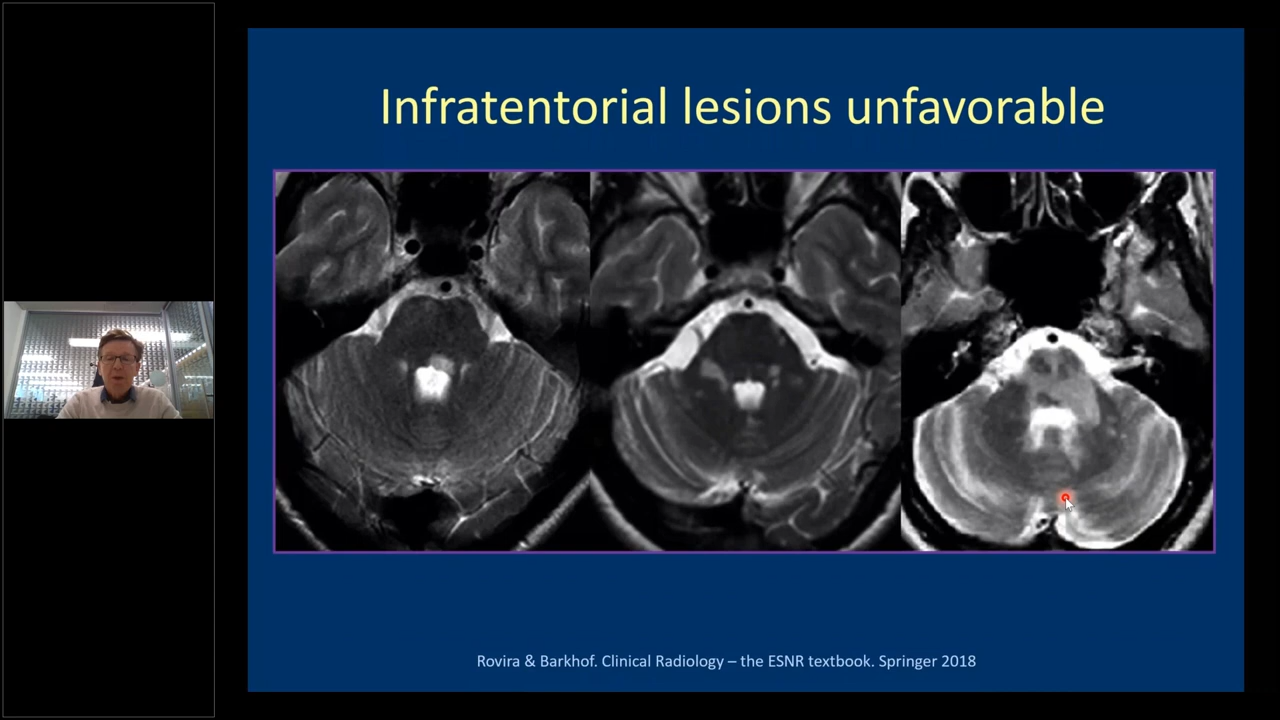 Infratentorial lesions unfavorable
Rovira & Barkhof. Clinical Radiology – the ESNR textbook. Springer 2018